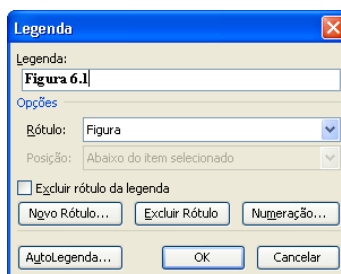 Legenda
Legenda:
Figura 6.1
Opções
Rótulo: Figura
Posição: Abaixo do item selecionado
Excluir rótulo da legenda
Novo Rótulo... Excluir Rótulo Numeração...
AutoLegenda... OK Cancelar